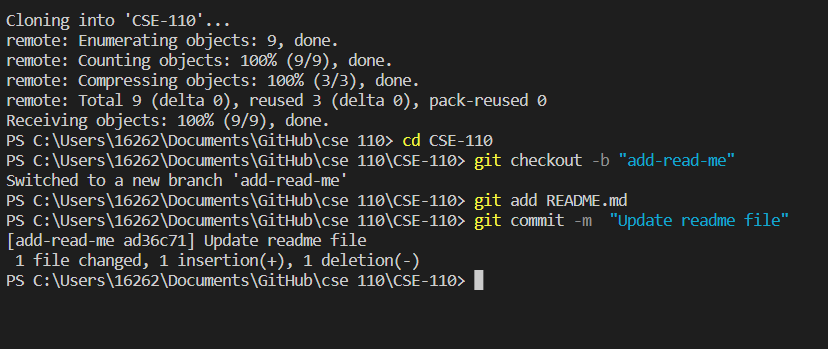 Cloning into 'CSE-110'...
remote: Enumerating objects: 9, done.
remote: Counting objects: 100% (9/9), done.
remote: Compressing objects: 100% (3/3), done.
remote: Total 9 (delta 0), reused 3 (delta 0), pack-reused 0
Receiving objects: 100% (9/9), done.
PS C:\Users\16262\Documents\GitHub\cse 110> cd CSE-110
PS C:\Users\16262\Documents\GitHub\cse 110\CSE-110> git checkout -b "add-read-me"
Switched to a new branch 'add-read-me'
PS C:\Users\16262\Documents\GitHub\cse 110\CSE-110> git add README.md
PS C:\Users\16262\Documents\GitHub\cse 110\CSE-110> git commit -m  "Update readme file"
[add-read-me ad36c71] Update readme file
 1 file changed, 1 insertion(+), 1 deletion(-)
PS C:\Users\16262\Documents\GitHub\cse 110\CSE-110>